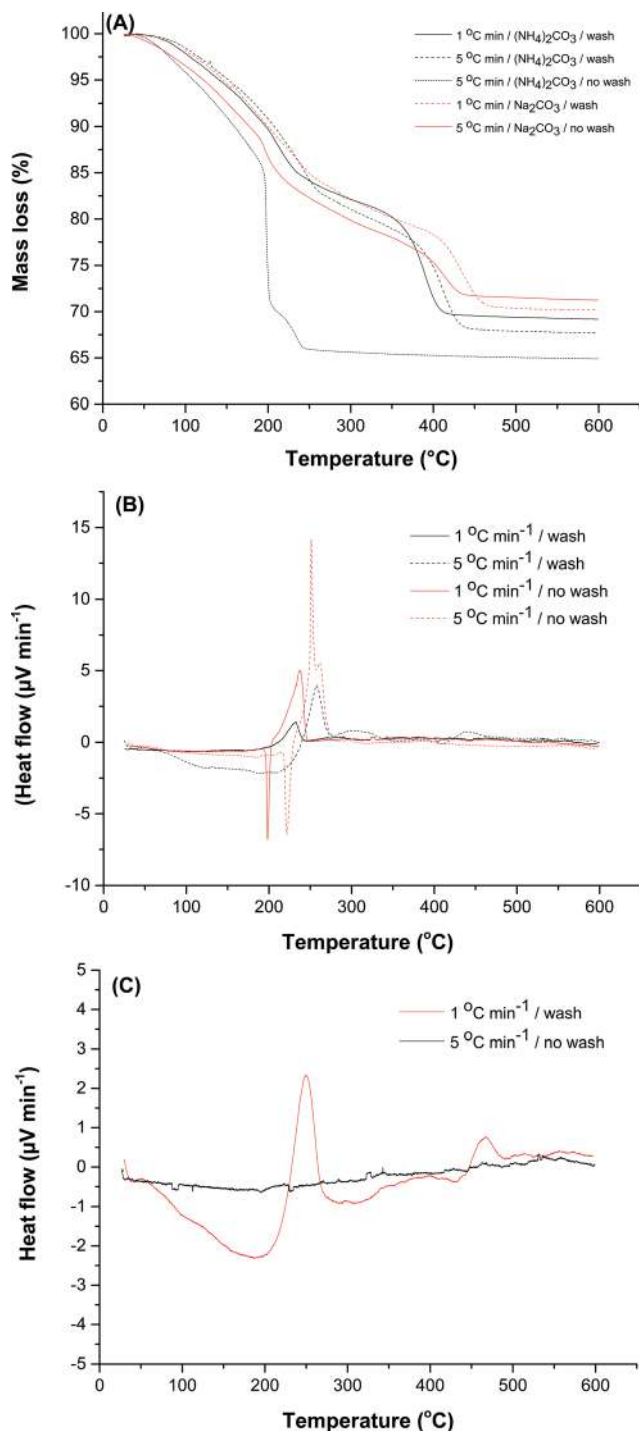 (A)
1 °C min / (NH4)2CO3 / wash
5 °C min / (NH4)2CO3 / wash
5 °C min / (NH4)2CO3 / no wash
1 °C min / Na2CO3 / wash
5 °C min / Na2CO3 / no wash
Mass loss (%)
100
95
90
85
80
75
70
65
60
0 100 200 300 400 500 600
Temperature (°C)
(B)
1 °C min-1 / wash
5 °C min-1 / wash
1 °C min-1 / no wash
5 °C min-1 / no wash
(Heat flow (µV min-1)
15
10
5
0
-5
-10
0 100 200 300 400 500 600
Temperature (°C)
(C)
1 °C min-1 / wash
5 °C min-1 / no wash
Heat flow (µV min-1)
5
4
3
2
1
0
-1
-2
-3
-4
-5
0 100 200 300 400 500 600
Temperature (°C)